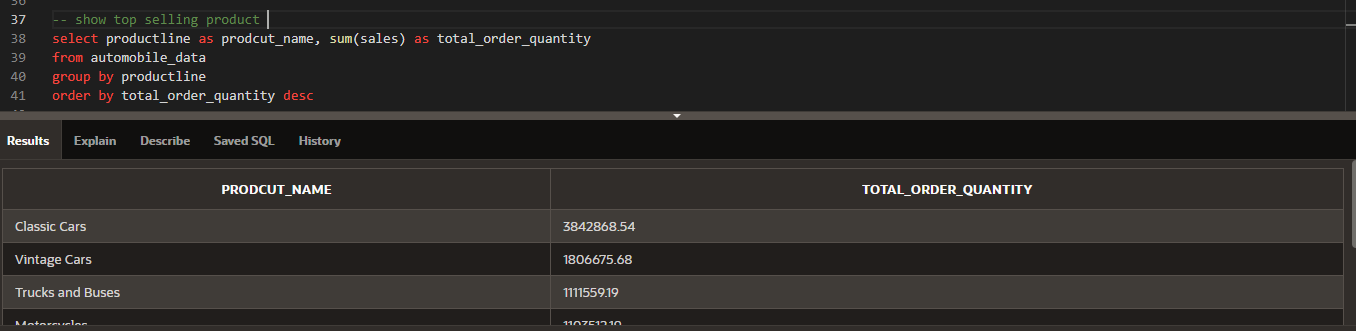 36
37 -- show top selling product
38 select productline as prodcut_name, sum(sales) as total_order_quantity
39 from automobile_data
40 group by productline
41 order by total_order_quantity desc
Results Explain Describe Saved SQL History
PRODCUT_NAME TOTAL_ORDER_QUANTITY
Classic Cars 3842868.54
Vintage Cars 1806675.68
Trucks and Buses 1111559.19
Motorcycles